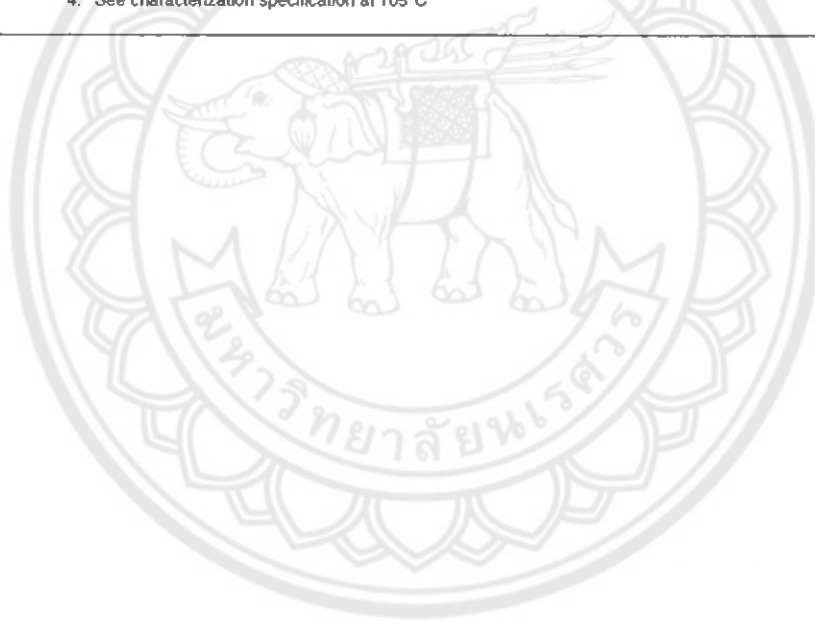 4. See characterization specification at 105°C
มหาวิทยาลัยนเรศวร